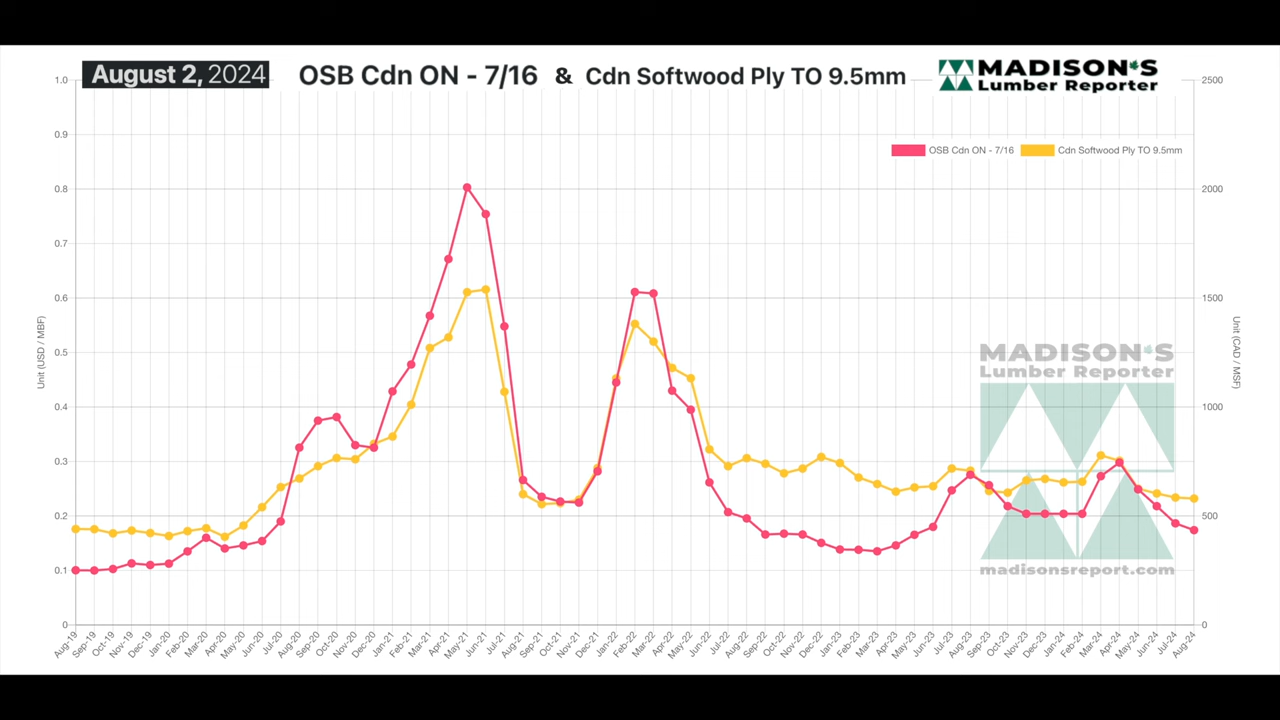 August 2, 2024
OSB Cdn ON - 7/16 & Cdn Softwood Ply TO 9.5mm
MADISON'S
Lumber Reporter
OSB Cdn ON - 7/16
Cdn Softwood Ply TO 9.5mm
1.0
0.9
0.8
0.7
0.6
0.5
0.4
0.3
0.2
0.1
0
Unit (USD / MBF)
2500
2000
1500
1000
500
0
Unit (CAD / MSF)
MADISON'S
Lumber Reporter
madisonsreport.com
Aug-19
Sep-19
Oct-19
Nov-19
Dec-19
Jan-20
Feb-20
Mar-20
Apr-20
May-20
Jun-20
Jul-20
Aug-20
Sep-20
Oct-20
Nov-20
Dec-20
Jan-21
Feb-21
Mar-21
Apr-21
May-21
Jun-21
Jul-21
Aug-21
Sep-21
Oct-21
Nov-21
Dec-21
Jan-22
Feb-22
Mar-22
Apr-22
May-22
Jun-22
Jul-22
Aug-22
Sep-22
Oct-22
Nov-22
Dec-22
Jan-23
Feb-23
Mar-23
Apr-23
May-23
Jun-23
Jul-23
Aug-23
Sep-23
Oct-23
Nov-23
Dec-23
Jan-24
Feb-24
Mar-24
Apr-24
May-24
Jun-24
Jul-24
Aug-24